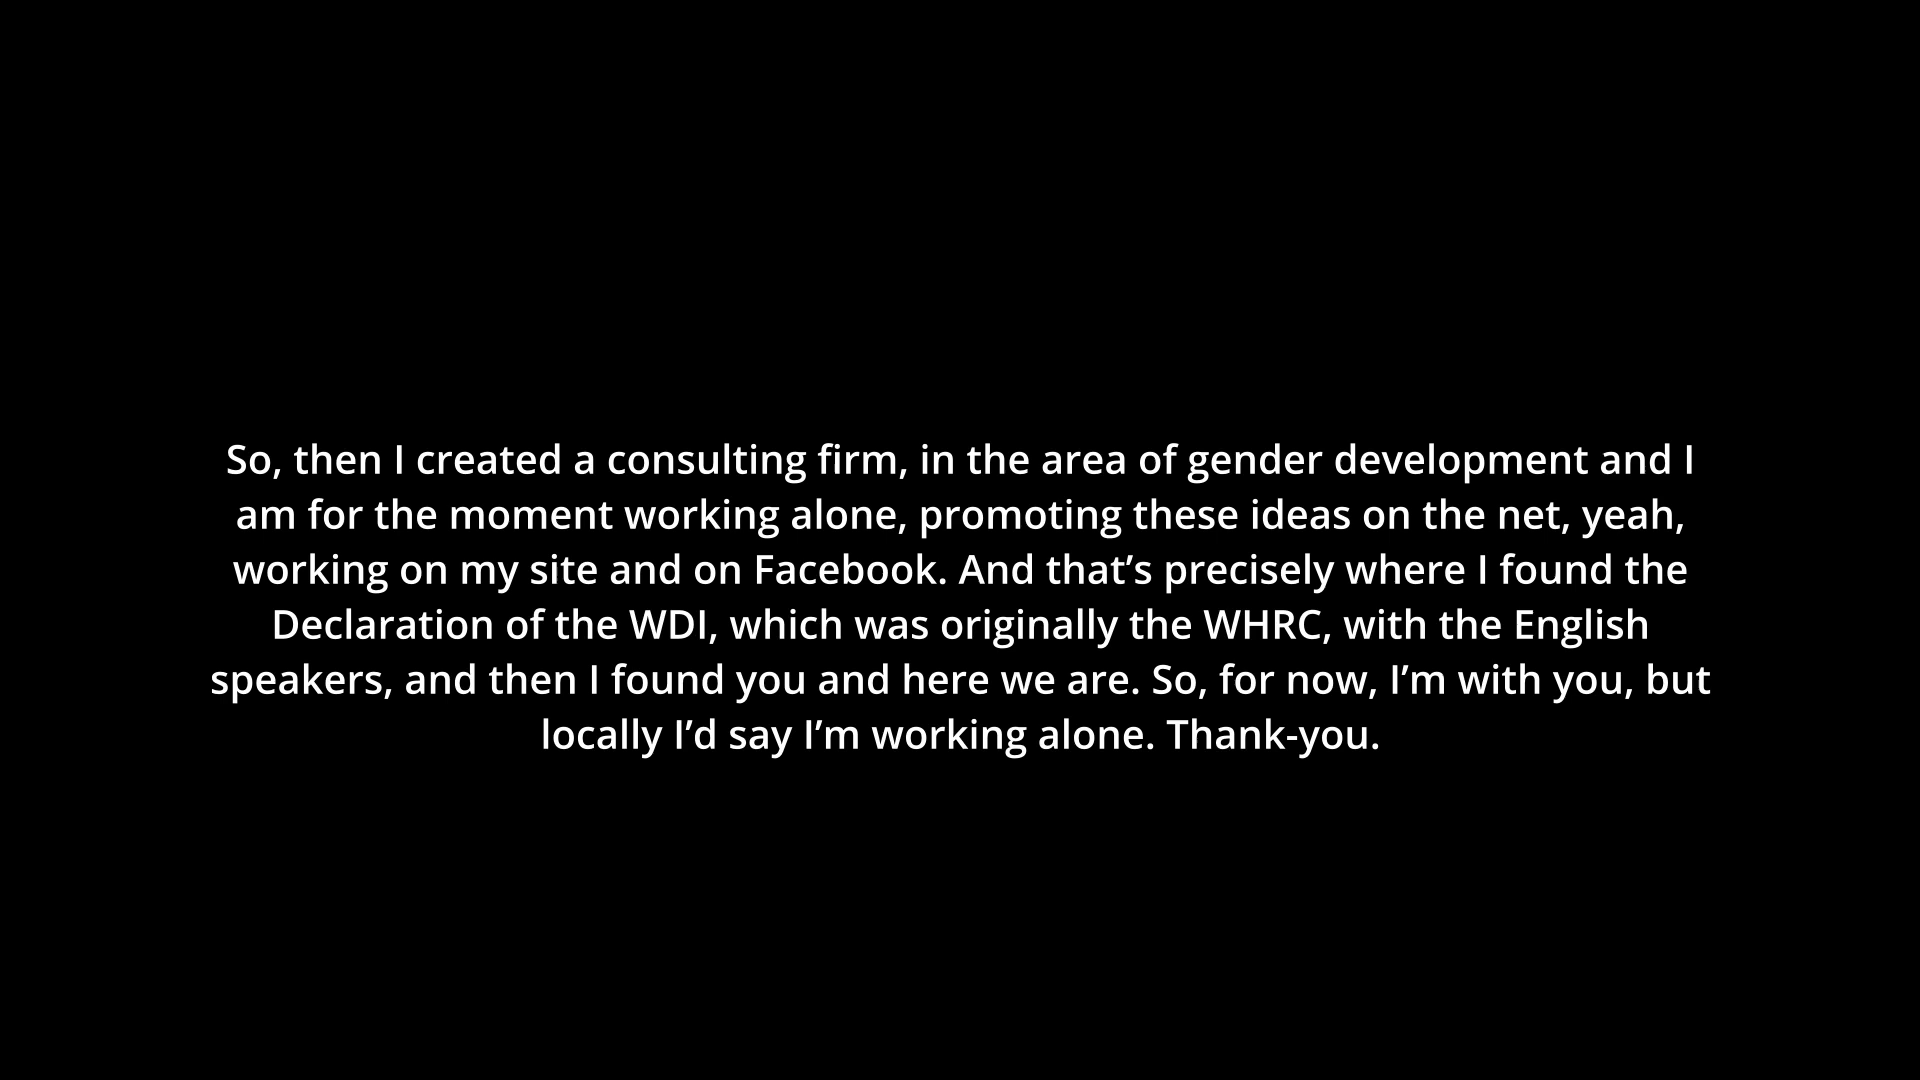 So, then I created a consulting firm, in the area of gender development and I
am for the moment working alone, promoting these ideas on the net, yeah,
working on my site and on Facebook. And that’s precisely where I found the
Declaration of the WDI, which was originally the WHRC, with the English
speakers, and then I found you and here we are. So, for now, I’m with you, but
locally I’d say I’m working alone. Thank-you.